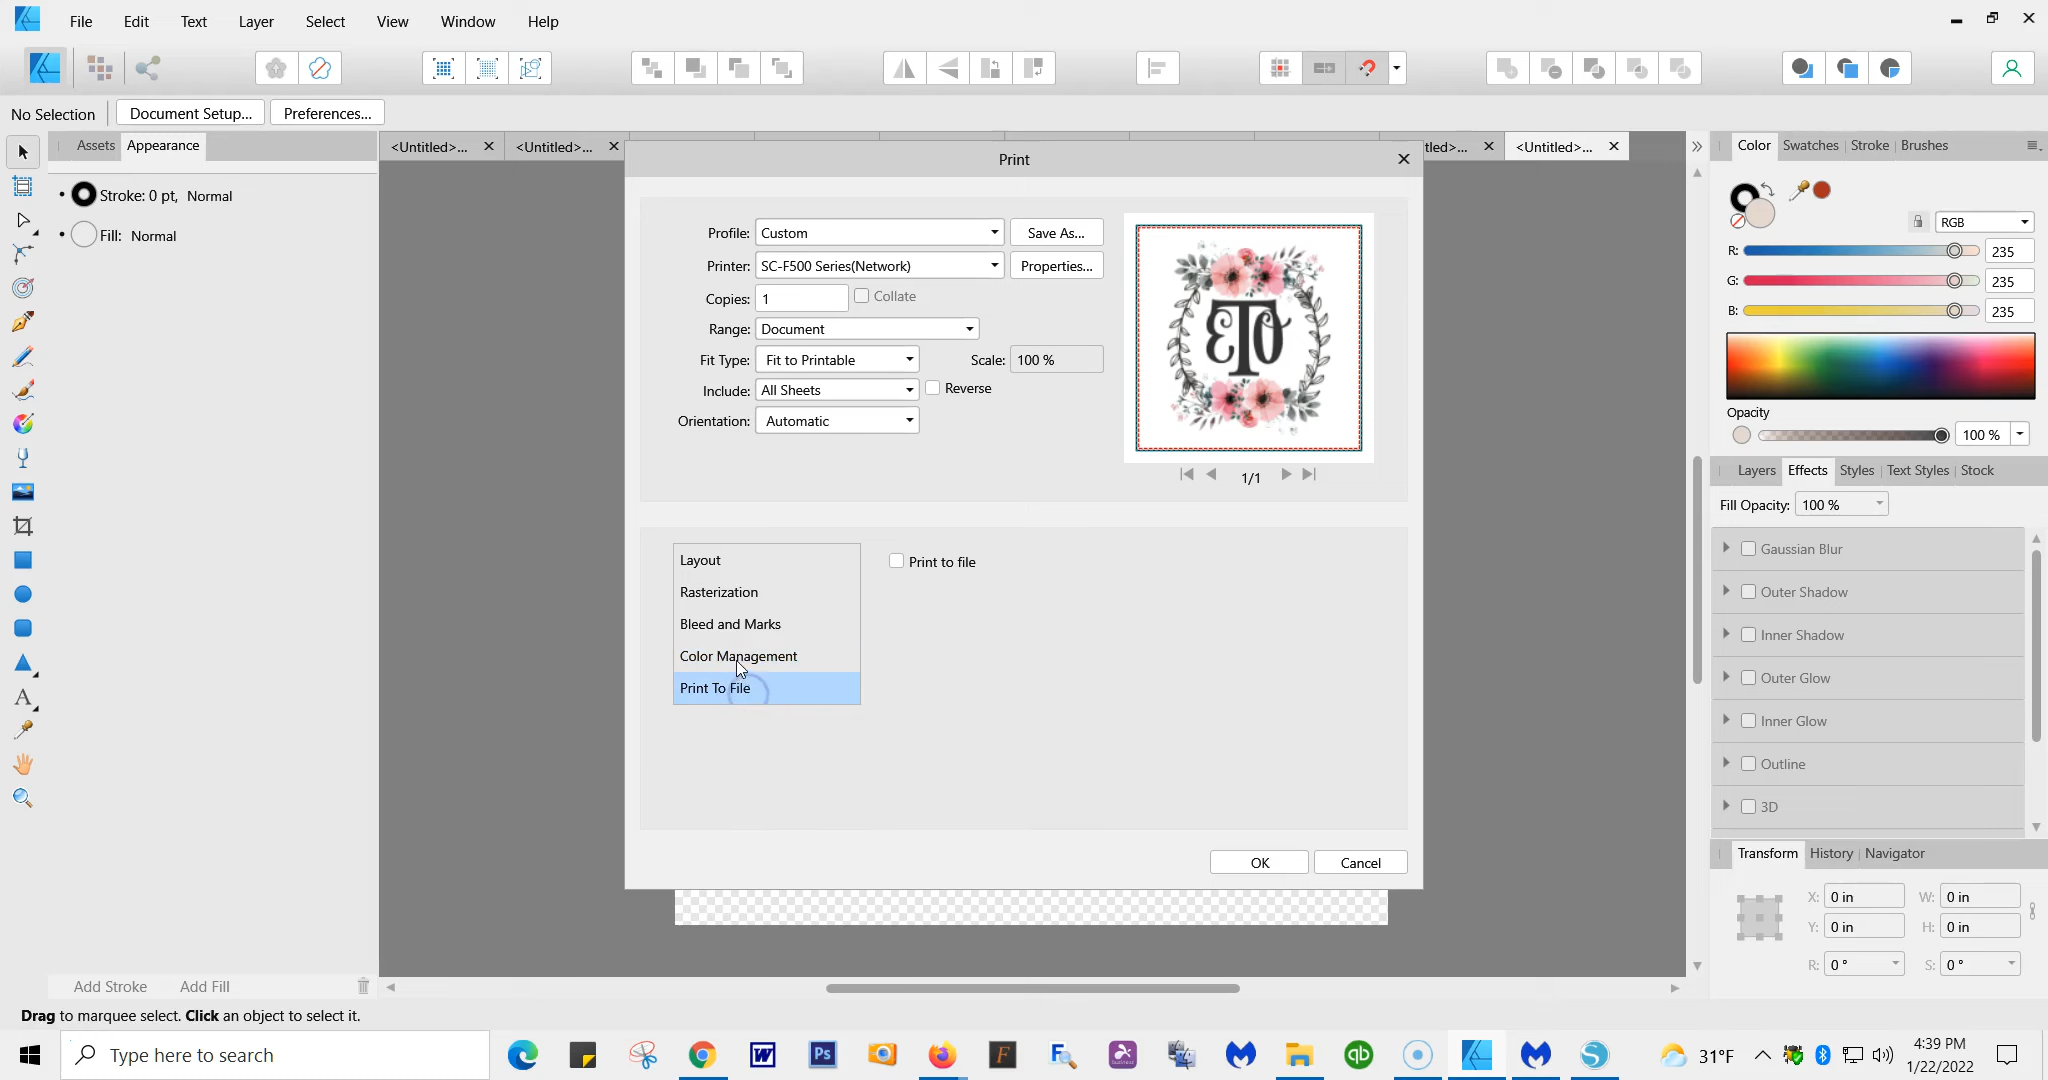 File Edit Text Layer Select View Window Help
No Selection Document Setup... Preferences...
Assets Appearance
Stroke: 0 pt, Normal
Fill: Normal
<Untitled>... <Untitled>... tled>... <Untitled>...
Print
Profile: Custom Save As...
Printer: SC-F500 Series(Network) Properties...
Copies: 1 Collate
Range: Document
Fit Type: Fit to Printable Scale: 100 %
Include: All Sheets Reverse
Orientation: Automatic
1/1
Layout
Rasterization
Bleed and Marks
Color Management
Print To File
Print to file
OK Cancel
Color Swatches Stroke Brushes
RGB
R: 235
G: 235
B: 235
Opacity
100 %
Layers Effects Styles Text Styles Stock
Fill Opacity: 100 %
Gaussian Blur
Outer Shadow
Inner Shadow
Outer Glow
Inner Glow
Outline
3D
Transform History Navigator
X: 0 in W: 0 in
Y: 0 in H: 0 in
R: 0 ° S: 0 °
Add Stroke Add Fill
Drag to marquee select. Click an object to select it.
Type here to search
31°F
4:39 PM
1/22/2022